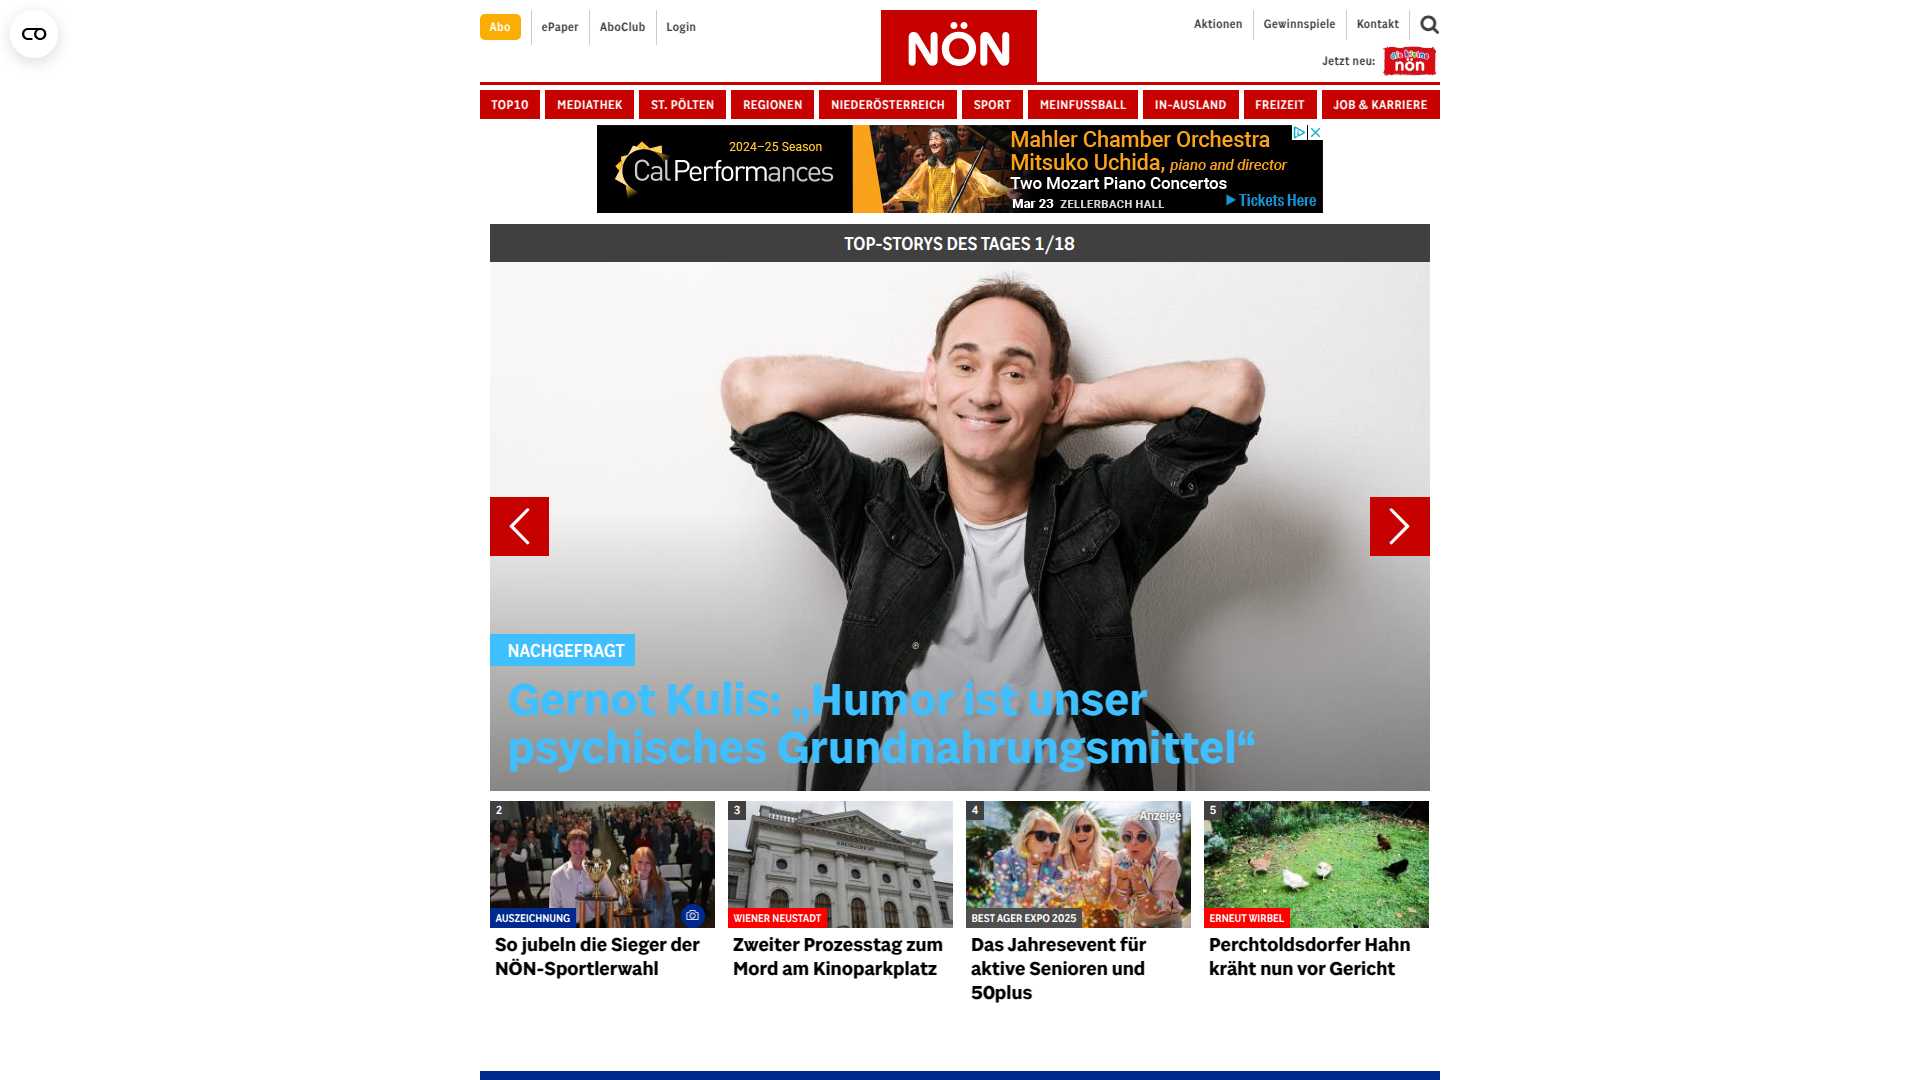 Abo
ePaper
AboClub
Login
NÖN
Aktionen
Gewinnspiele
Kontakt
Jetzt neu:
die kleine
nön
TOP10
MEDIATHEK
ST. PÖLTEN
REGIONEN
NIEDERÖSTERREICH
SPORT
MEINFUSSBALL
IN-AUSLAND
FREIZEIT
JOB & KARRIERE
2024–25 Season
Cal Performances
Mahler Chamber Orchestra
Mitsuko Uchida, piano and director
Two Mozart Piano Concertos
Mar 23 ZELLERBACH HALL
Tickets Here
TOP-STORYS DES TAGES 1/18
NACHGEFRAGT
Gernot Kulis: „Humor ist unser
psychisches Grundnahrungsmittel“
2
AUSZEICHNUNG
So jubeln die Sieger der
NÖN-Sportlerwahl
3
WIENER NEUSTADT
Zweiter Prozesstag zum
Mord am Kinoparkplatz
4
Anzeige
BEST AGER EXPO 2025
Das Jahresevent für
aktive Senioren und
50plus
5
ERNEUT WIRBEL
Perchtoldsdorfer Hahn
kräht nun vor Gericht